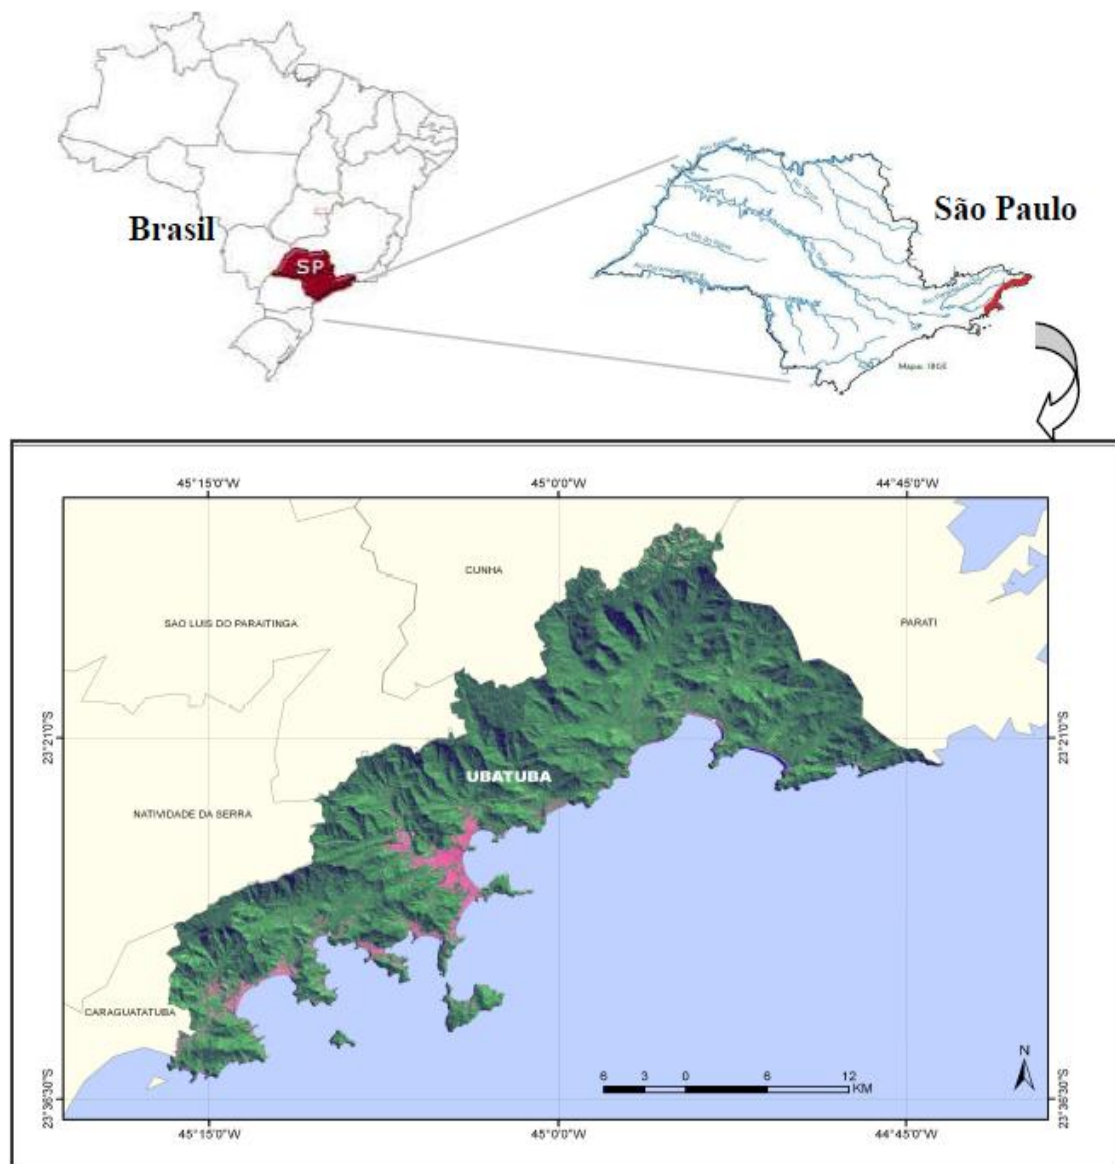 Brasil
SP
São Paulo
Mapa: IBGE
45°15'0"W 45°0'0"W 44°45'0"W
CUNHA
SAO LUIS DO PARAITINGA
PARATI
23°21'0"S
23°21'0"S
UBATUBA
NATIVIDADE DA SERRA
CARAGUATATUBA
N
6 3 0 6 12
KM
23°36'30"S
23°36'30"S
45°15'0"W 45°0'0"W 44°45'0"W